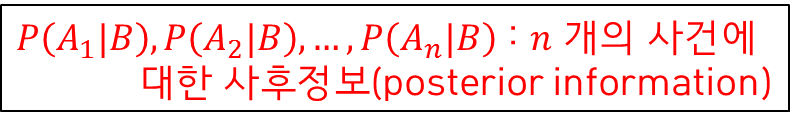 P(A₁|B), P(A₂|B), … , P(Aₙ|B) : n 개의 사건에
대한 사후정보(posterior information)